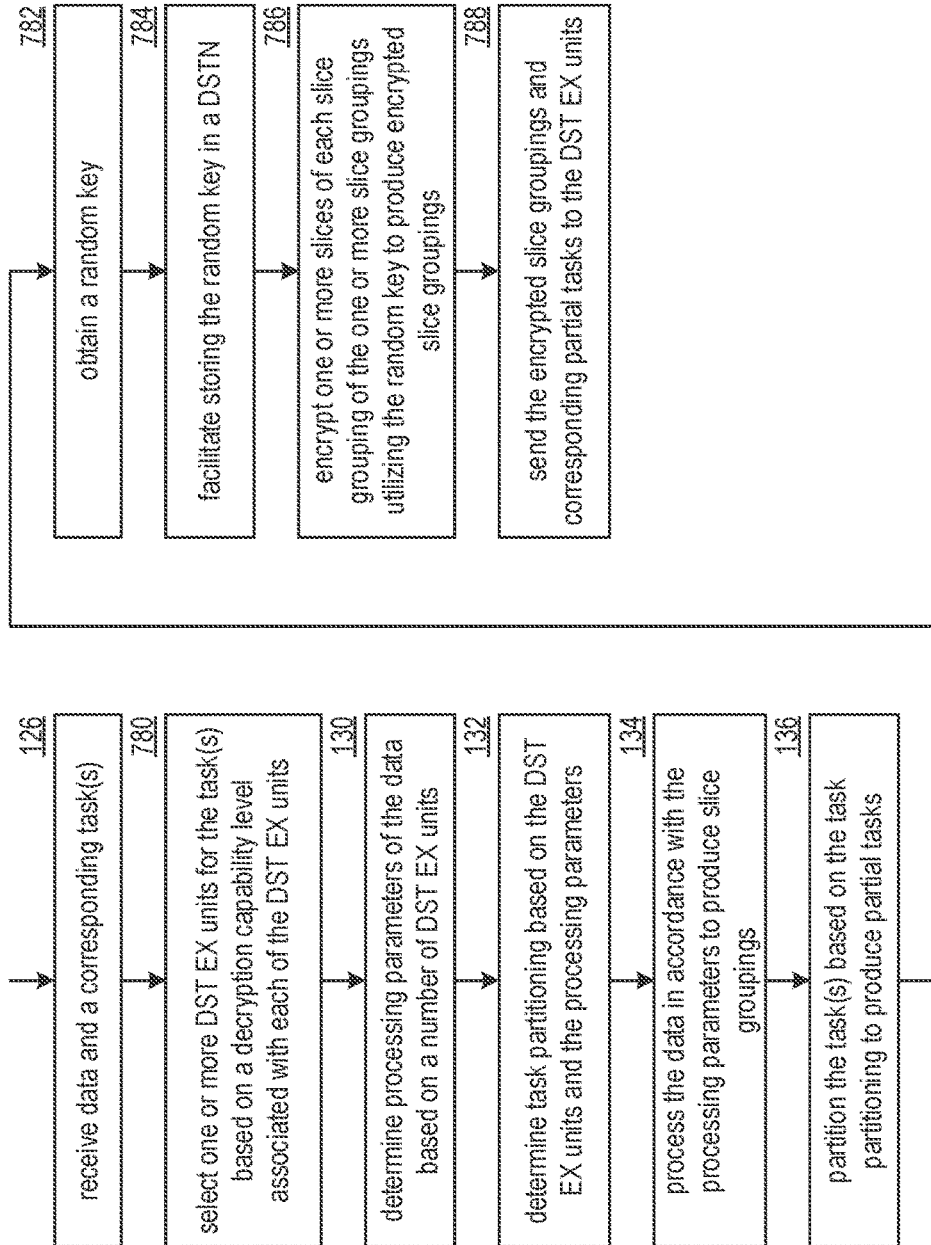 126
receive data and a corresponding task(s)
780
select one or more DST EX units for the task(s)
based on a decryption capability level
associated with each of the DST EX units
130
determine processing parameters of the data
based on a number of DST EX units
132
determine task partitioning based on the DST
EX units and the processing parameters
134
process the data in accordance with the
processing parameters to produce slice
groupings
136
partition the task(s) based on the task
partitioning to produce partial tasks
782
obtain a random key
784
facilitate storing the random key in a DSTN
786
encrypt one or more slices of each slice
grouping of the one or more slice groupings
utilizing the random key to produce encrypted
slice groupings
788
send the encrypted slice groupings and
corresponding partial tasks to the DST EX units